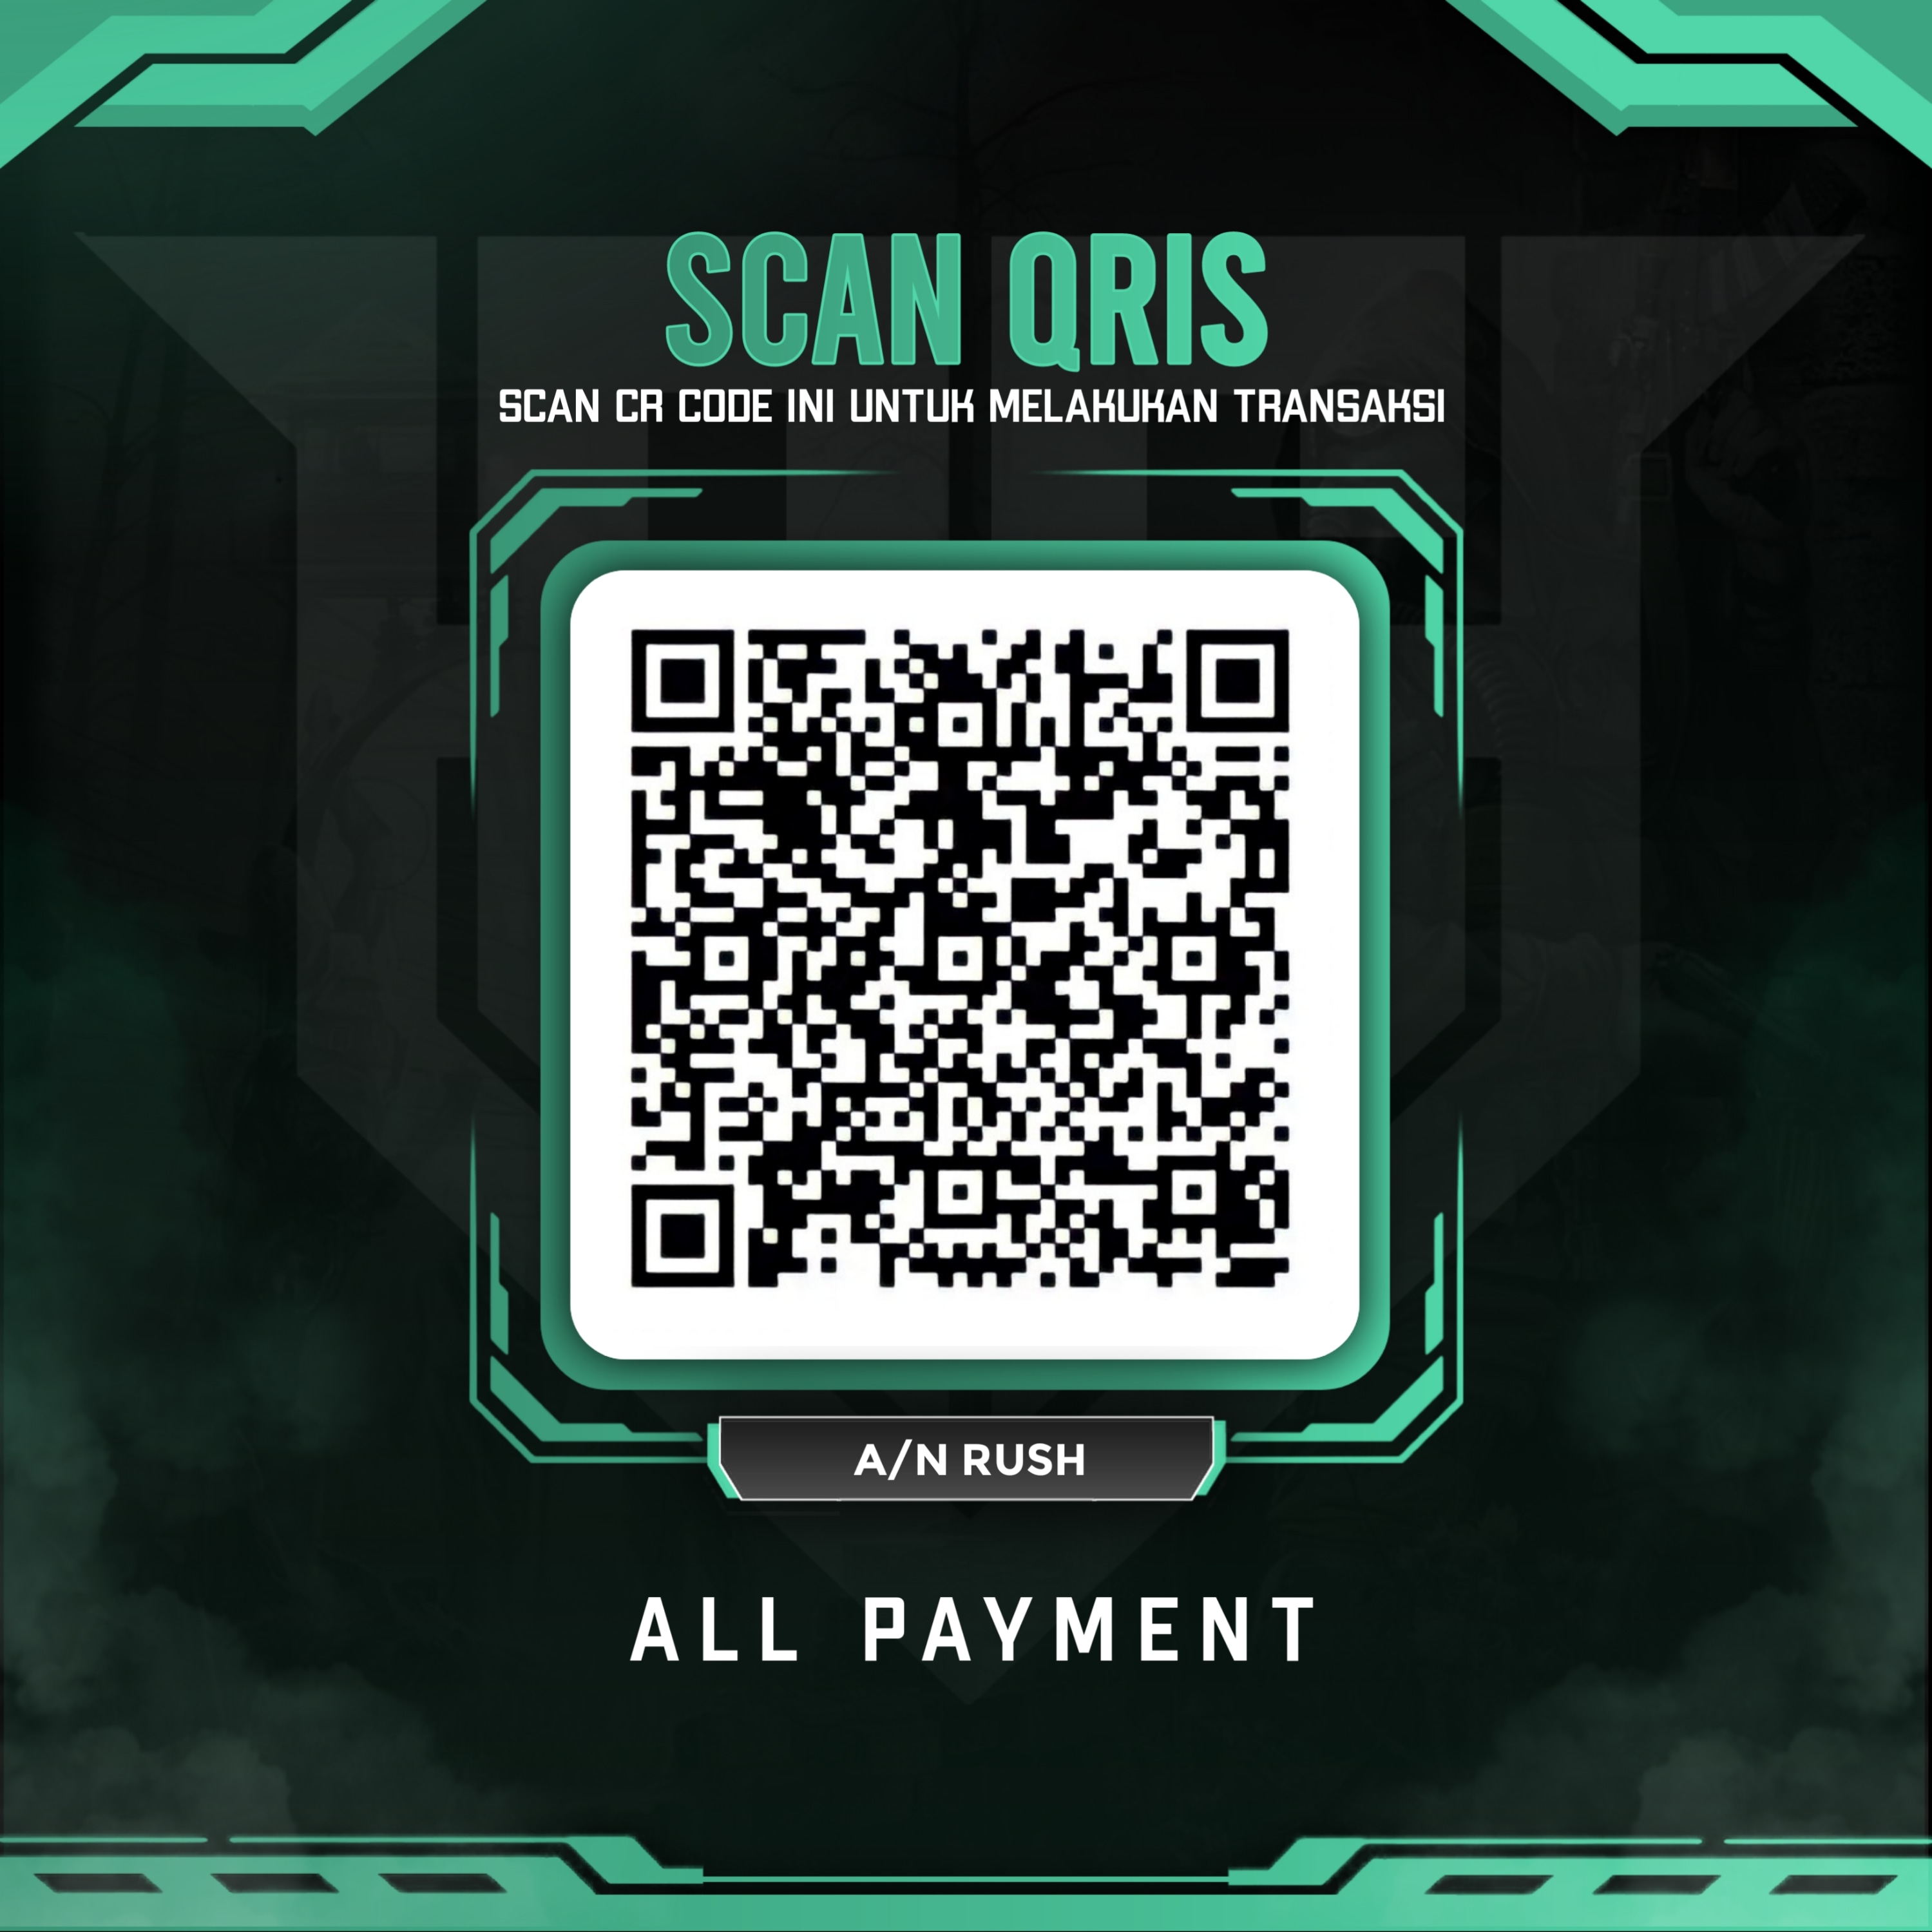 SCAN QRIS
SCAN CR CODE INI UNTUK MELAKUKAN TRANSAKSI
A/N RUSH
ALL PAYMENT